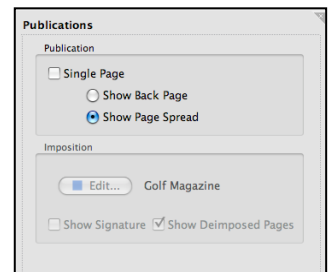 Publications
Publication
Single Page
Show Back Page
Show Page Spread
Imposition
Edit... Golf Magazine
Show Signature Show Deimposed Pages